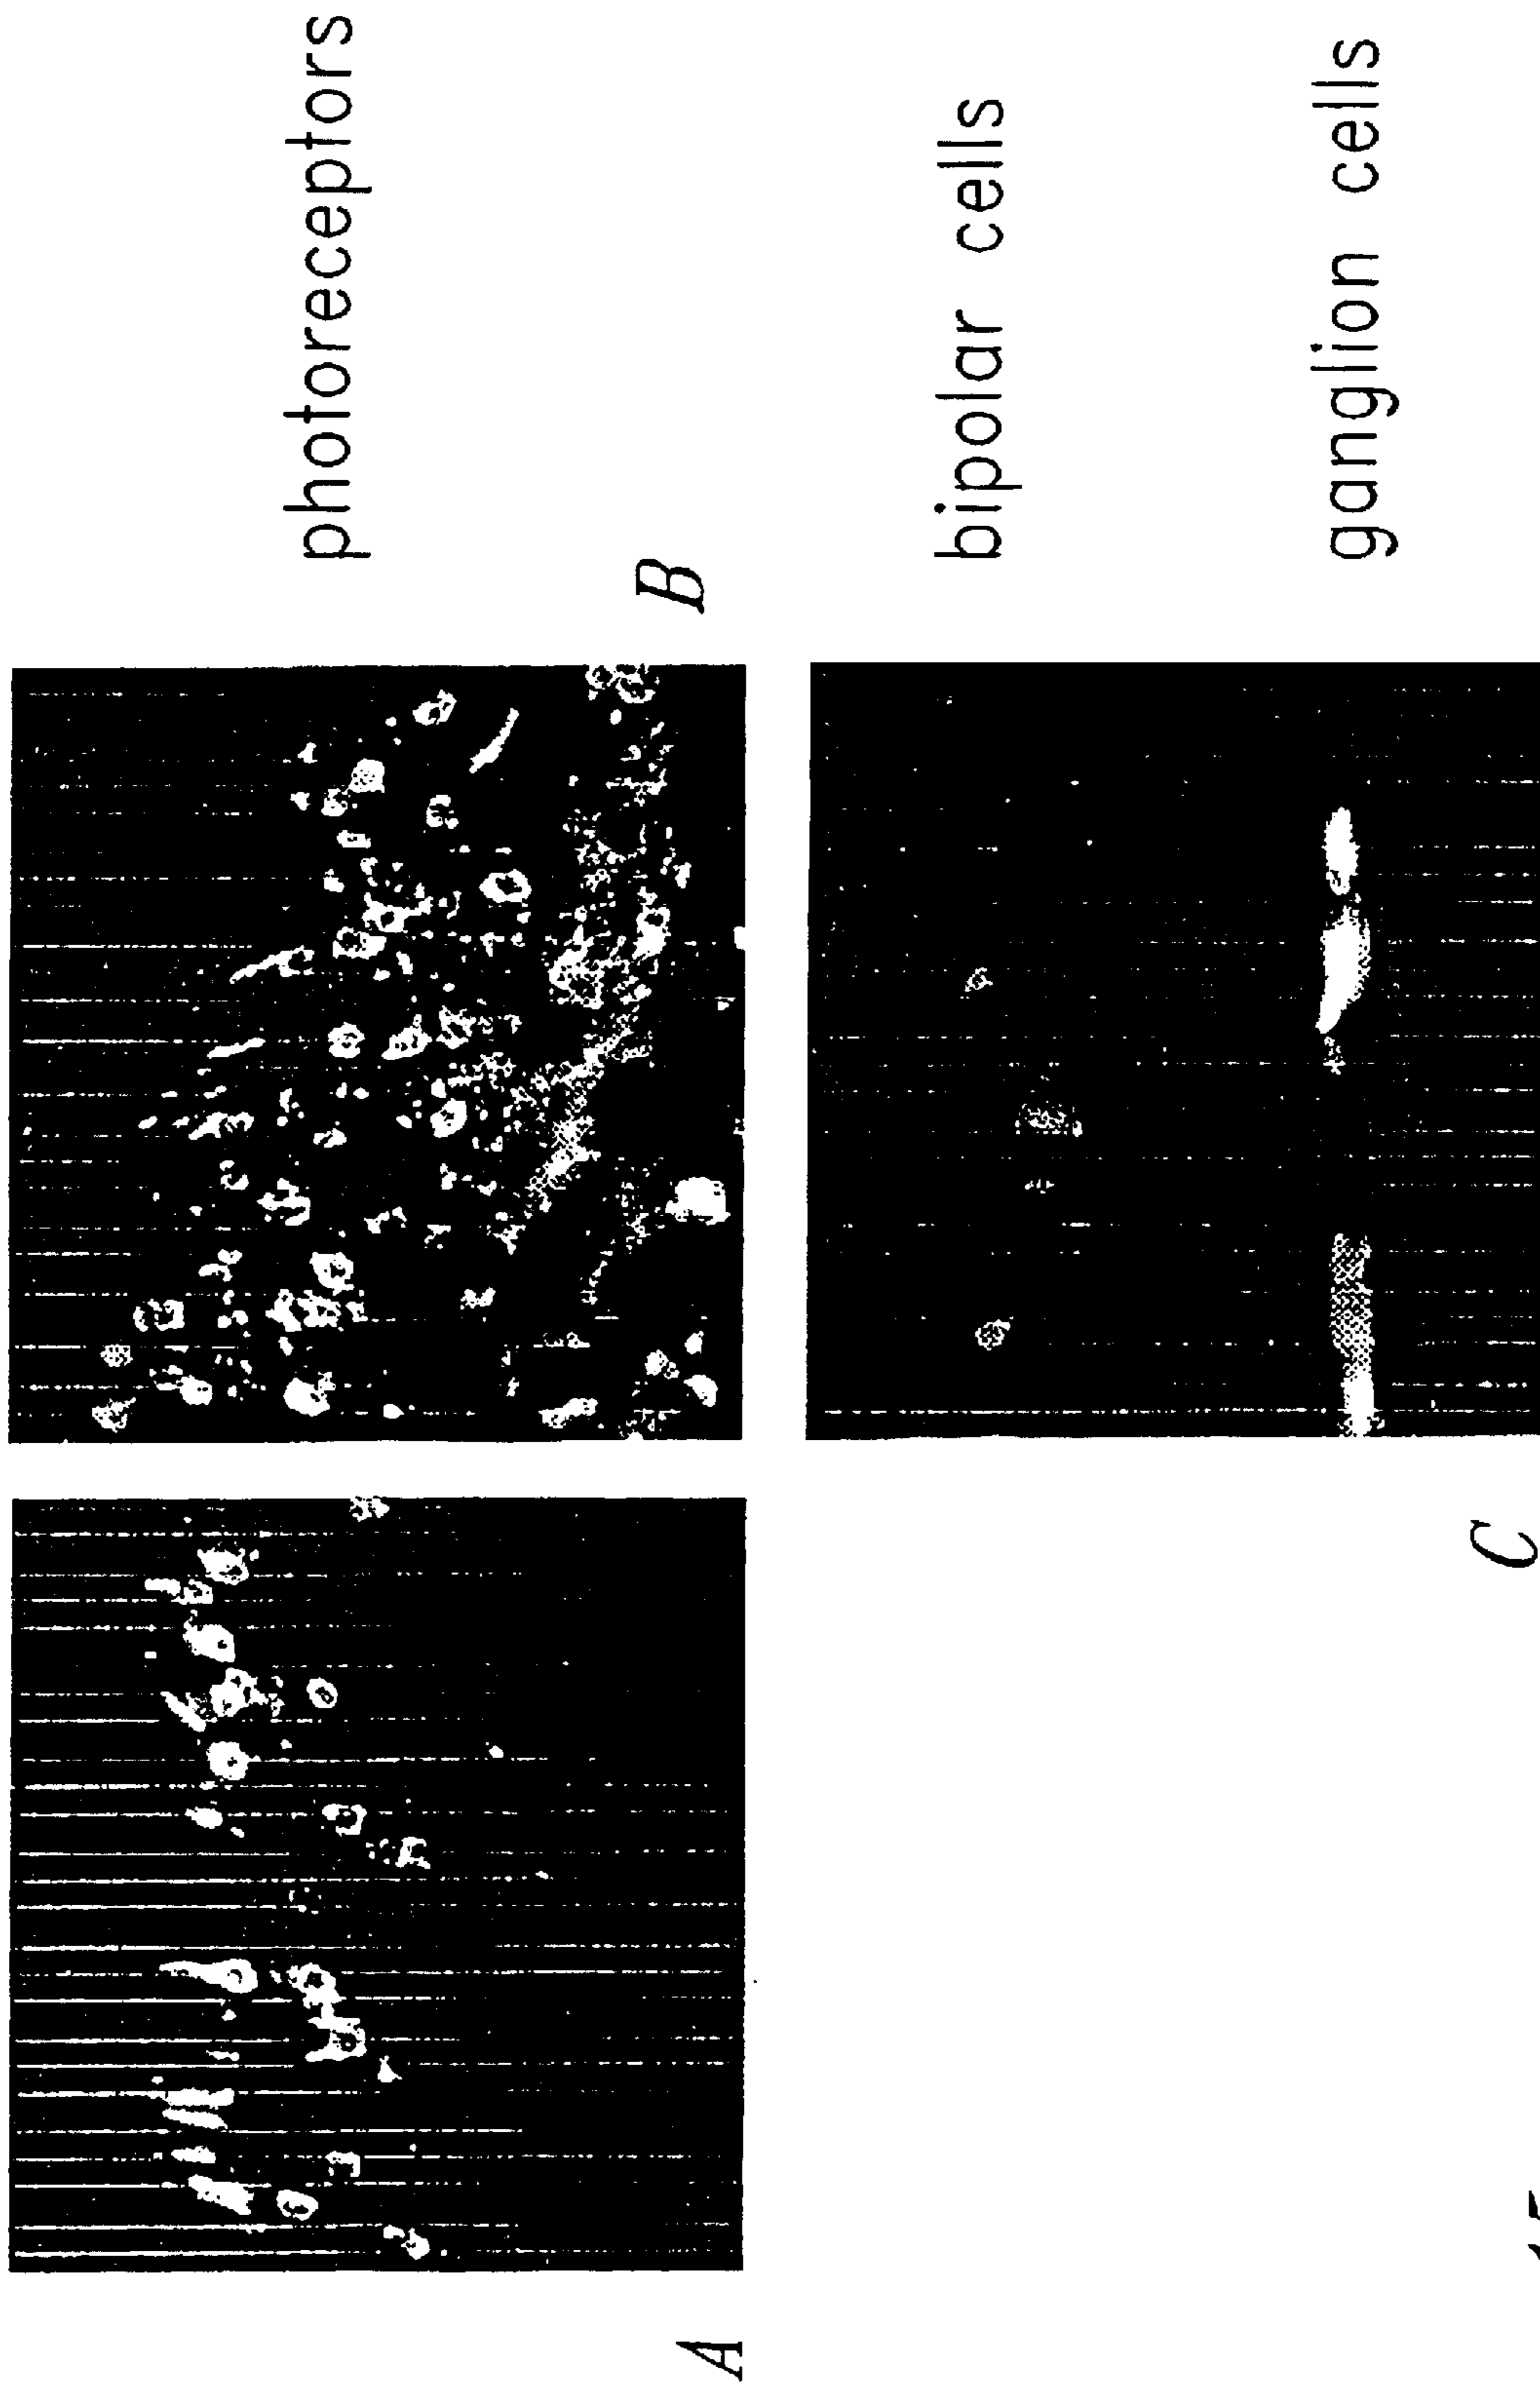 A
B
photoreceptors
C
bipolar cells
ganglion cells